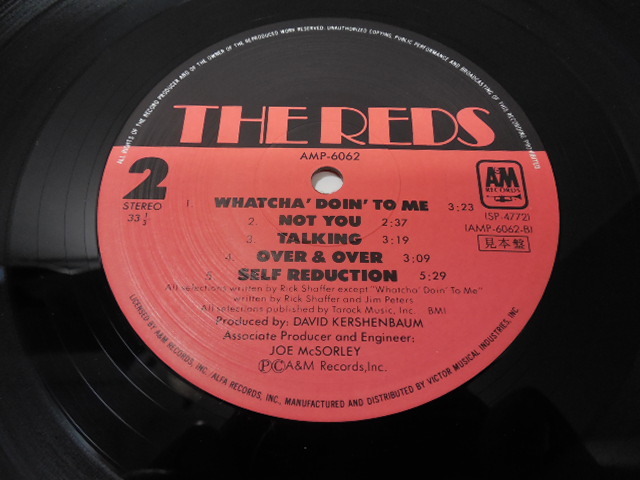 ALL RIGHTS OF THE RECORD PRODUCER AND OF THE OWNER OF THE REPRODUCED WORK RESERVED. UNAUTHORIZED COPYING, PUBLIC PERFORMANCE AND BROADCASTING OF THIS RECORDING PROHIBITED
THE REDS
AMP-6062
2
STEREO
33 1/3
A&M
RECORDS
(SP-4772)
(AMP-6062-B)
見本盤
1. WHATCHA' DOIN' TO ME 3:23
2. NOT YOU 2:37
3. TALKING 3:19
4. OVER & OVER 3:09
5. SELF REDUCTION 5:29
All selections written by Rick Shaffer except "Whatcha' Doin' To Me"
written by Rick Shaffer and Jim Peters
All selections published by Tarock Music, Inc. BMI
Produced by: DAVID KERSHENBAUM
Associate Producer and Engineer:
JOE McSORLEY
ⓅⒸA&M Records,Inc.
LICENSED BY A&M RECORDS, INC./ALFA RECORDS, INC., MANUFACTURED AND DISTRIBUTED BY VICTOR MUSICAL INDUSTRIES, INC.